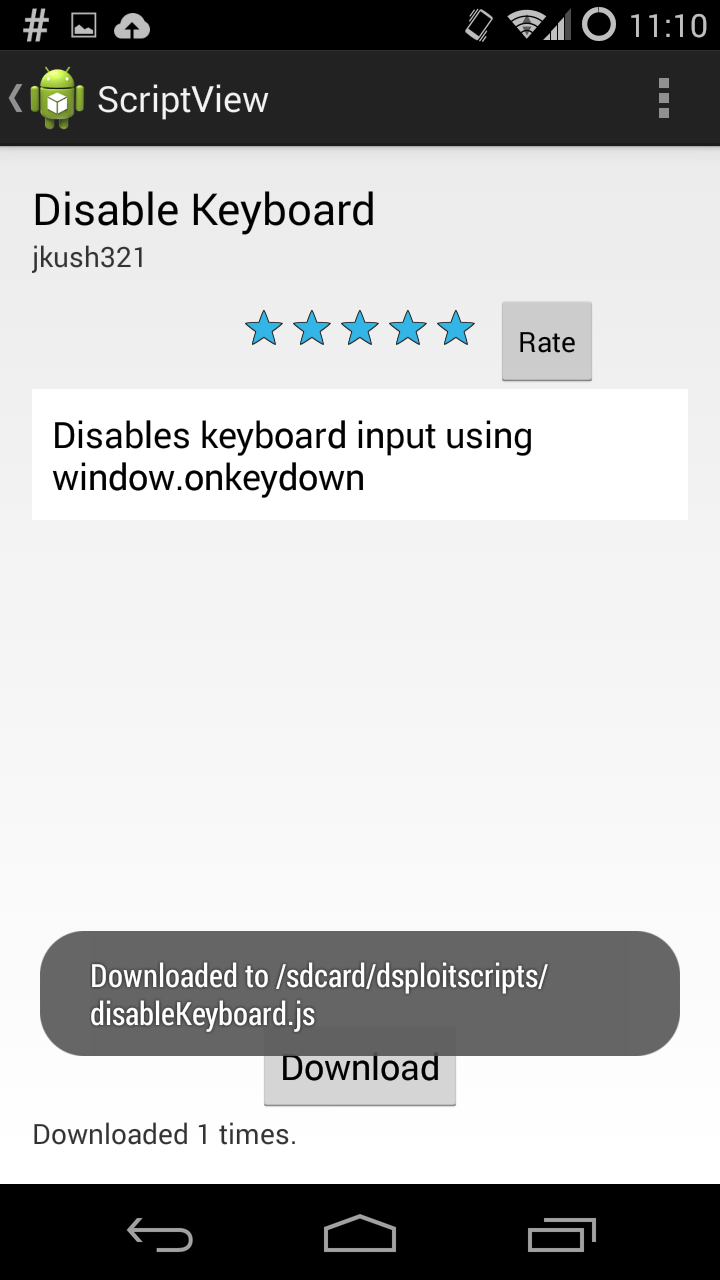 11:10
ScriptView
Disable Keyboard
jkush321
Rate
Disables keyboard input using
window.onkeydown
Downloaded to /sdcard/dsploitscripts/
disableKeyboard.js
Download
Downloaded 1 times.